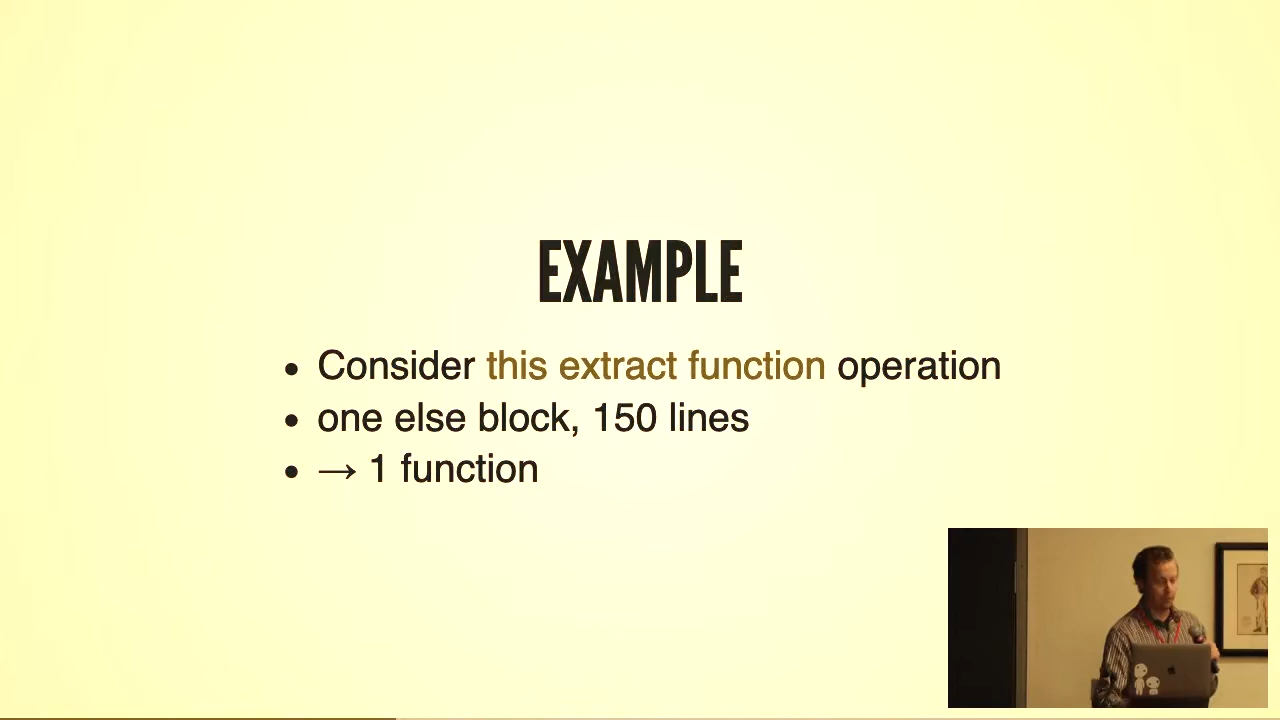 EXAMPLE
• Consider this extract function operation
• one else block, 150 lines
• → 1 function